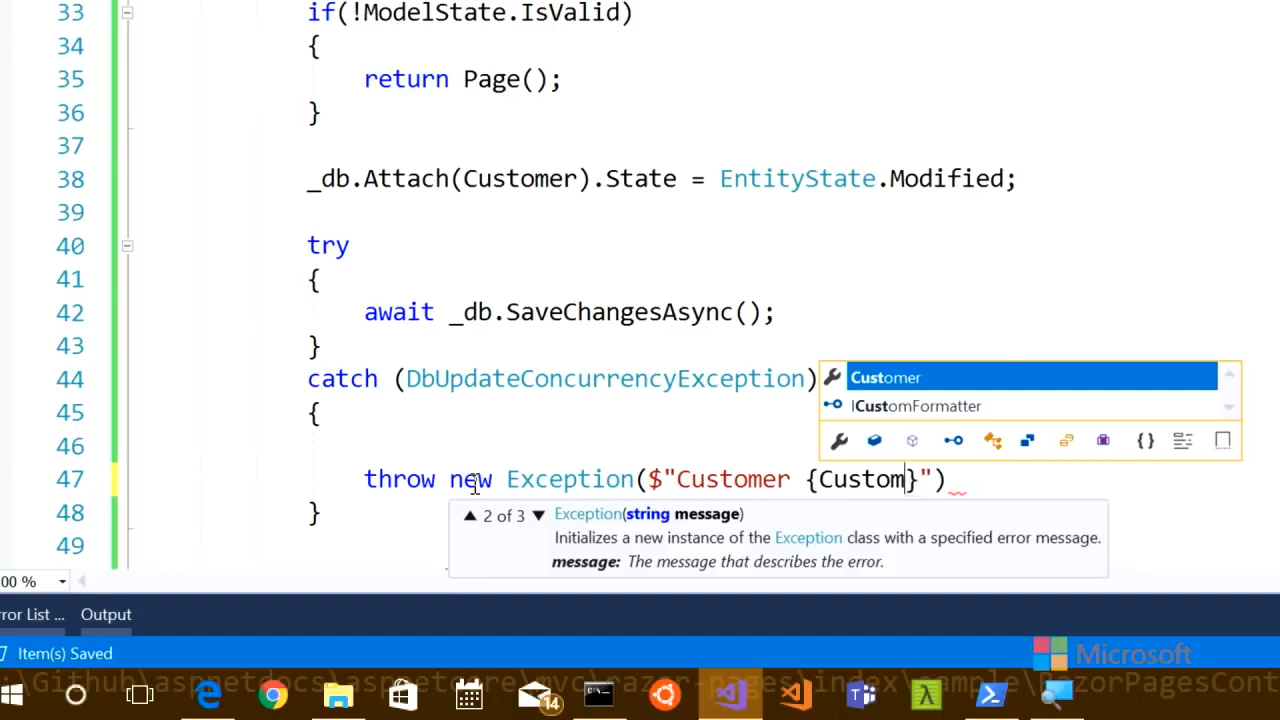 33 if(!ModelState.IsValid)
34 {
35 return Page();
36 }
37
38 _db.Attach(Customer).State = EntityState.Modified;
39
40 try
41 {
42 await _db.SaveChangesAsync();
43 }
44 catch (DbUpdateConcurrencyException)
45 {
46
47 throw new Exception($"Customer {Custom}")
48 }
49
Customer
ICustomFormatter
{}
2 of 3 Exception(string message)
Initializes a new instance of the Exception class with a specified error message.
message: The message that describes the error.
00 %
ror List ... Output
Item(s) Saved
Microsoft
14